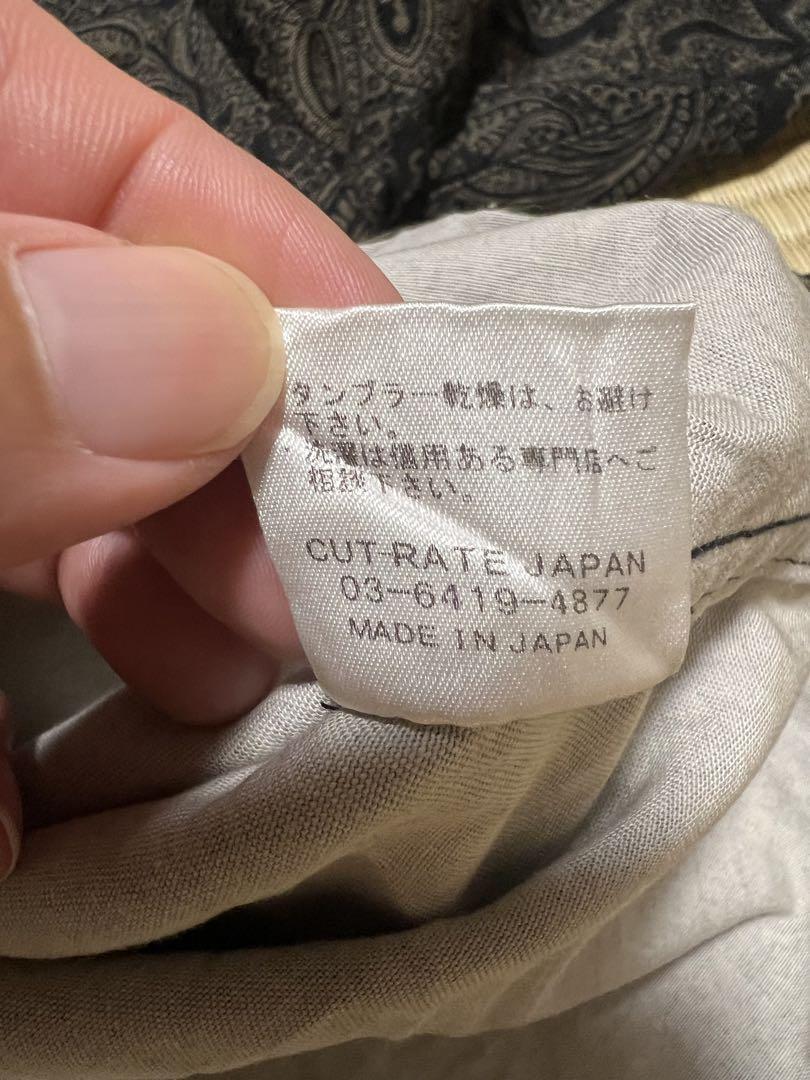 タンブラー乾燥は、お避け
下さい。
洗濯は信用ある専門店へご
相談下さい。
CUT-RATE JAPAN
03-6419-4877
MADE IN JAPAN